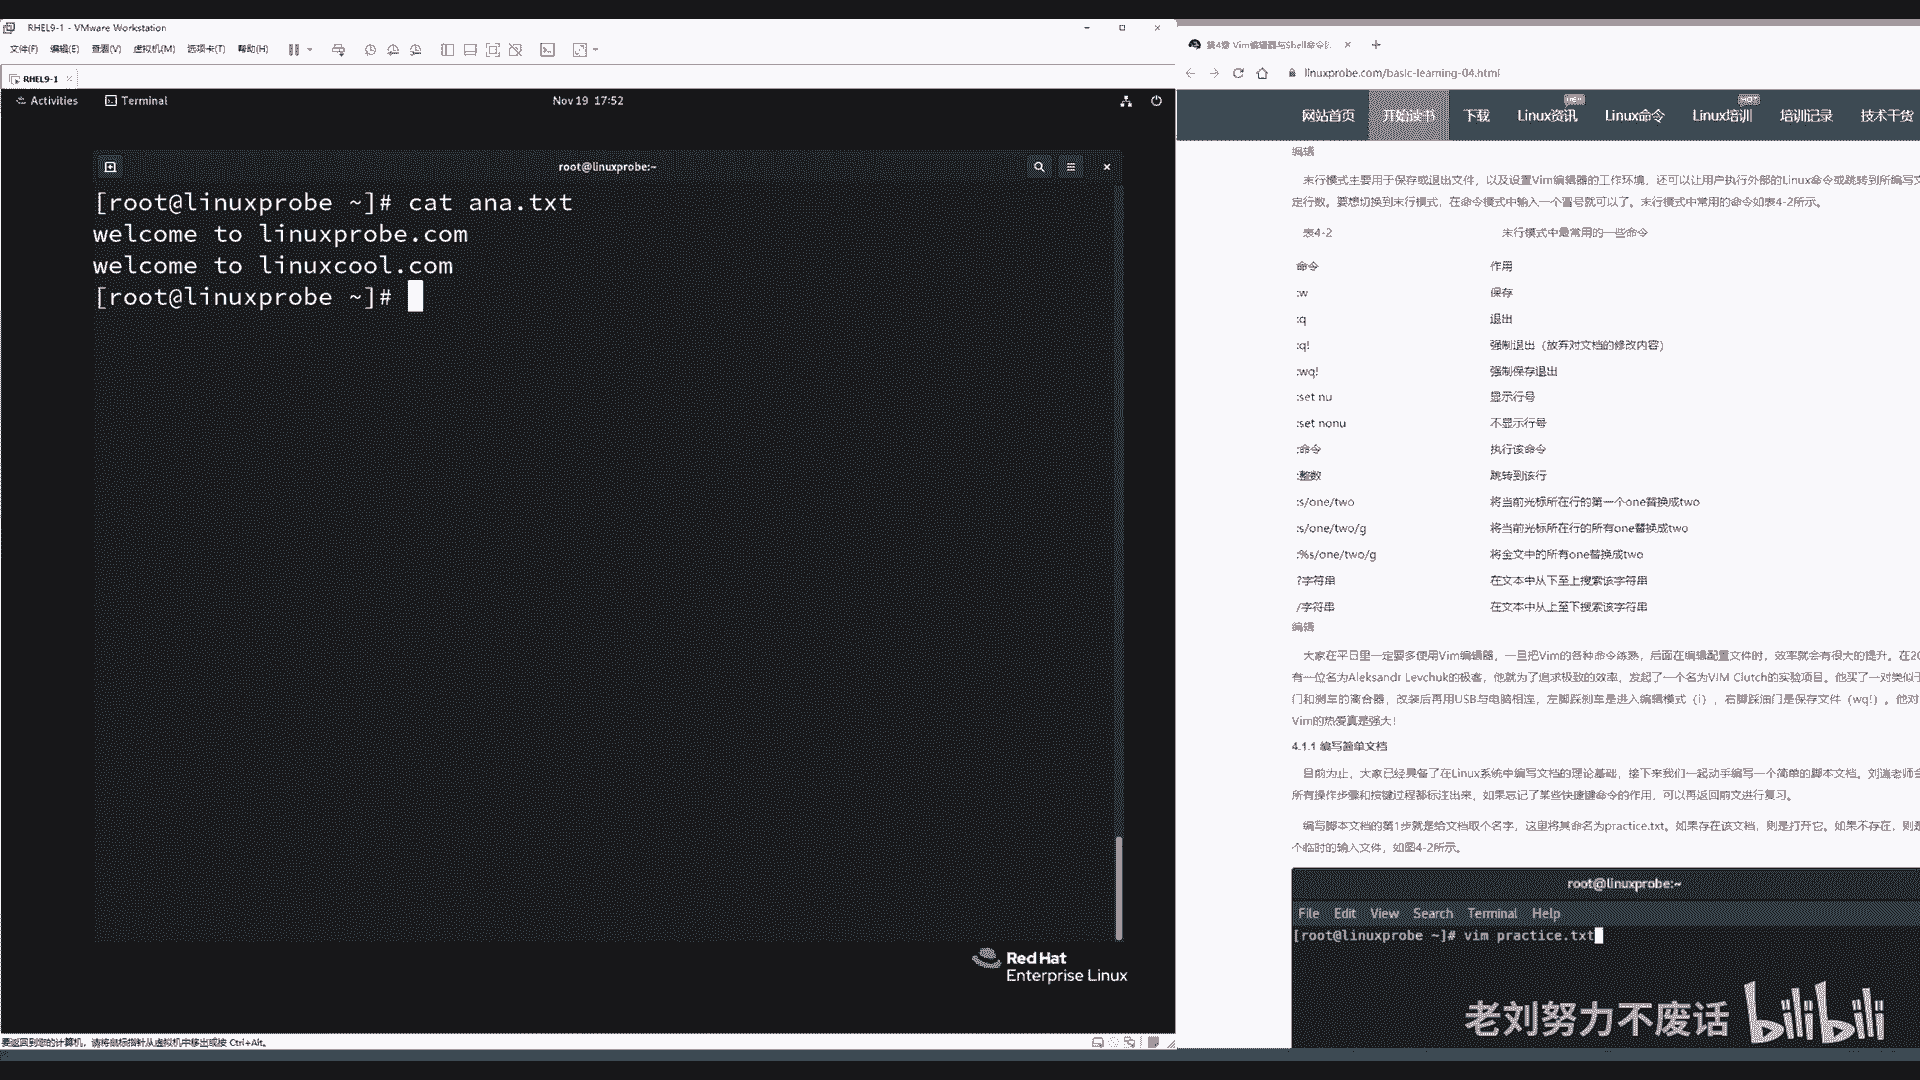 RHEL9-1 - VMware Workstation
文件(F) 编辑(E) 查看(V) 虚拟机(M) 选项卡(T) 帮助(H)
RHEL9-1
Activities Terminal Nov 19 17:52
root@linuxprobe:~
[root@linuxprobe ~]# cat ana.txt
welcome to linuxprobe.com
welcome to linuxcool.com
[root@linuxprobe ~]#
Red Hat
Enterprise Linux
要返回到您的计算机，请将鼠标指针从虚拟机中移出或按 Ctrl+Alt。
第4章 Vim编辑器与Shell命令
linuxprobe.com/basic-learning-04.html
网站首页 开始读书 下载 Linux资讯 Linux命令 Linux培训 培训记录 技术干货
编辑
末行模式主要用于保存或退出文件，以及设置Vim编辑器的工作环境，还可以让用户执行外部的Linux命令或跳转到所编写文
定行数。要想切换到末行模式，在命令模式中输入一个冒号就可以了。末行模式中常用的命令如表4-2所示。
表4-2 末行模式中最常用的一些命令
命令 作用
:w 保存
:q 退出
:q! 强制退出（放弃对文档的修改内容）
:wq! 强制保存退出
:set nu 显示行号
:set nonu 不显示行号
:命令 执行该命令
:整数 跳转到该行
:s/one/two 将当前光标所在行的第一个one替换成two
:s/one/two/g 将当前光标所在行的所有one替换成two
:%s/one/two/g 将全文中的所有one替换成two
?字符串 在文本中从下至上搜索该字符串
/字符串 在文本中从上至下搜索该字符串
编辑
大家在平日里一定要多使用Vim编辑器，一旦把Vim的各种命令练熟，后面在编辑配置文件时，效率就会有很大的提升。在20
有一位名为Aleksandr Levchuk的极客，他就为了追求极致的效率，发起了一个名为VIM Clutch的实验项目。他买了一对类似于
门和刹车的离合器，改装后再用USB与电脑相连，左脚踩刹车是进入编辑模式（i），右脚踩油门是保存文件（wq!）。他对
Vim的热爱真是强大！
4.1.1 编写简单文档
目前为止，大家已经具备了在Linux系统中编写文档的理论基础，接下来我们一起动手编写一个简单的脚本文档。刘遄老师会
所有操作步骤和按键过程都标注出来，如果忘记了某些快捷键命令的作用，可以再返回前文进行复习。
编写脚本文档的第1步就是给文档取个名字，这里将其命名为practice.txt。如果存在该文档，则是打开它。如果不存在，则是
个临时的输入文件，如图4-2所示。
root@linuxprobe:~
File Edit View Search Terminal Help
[root@linuxprobe ~]# vim practice.txt
老刘努力不废话 bilibili